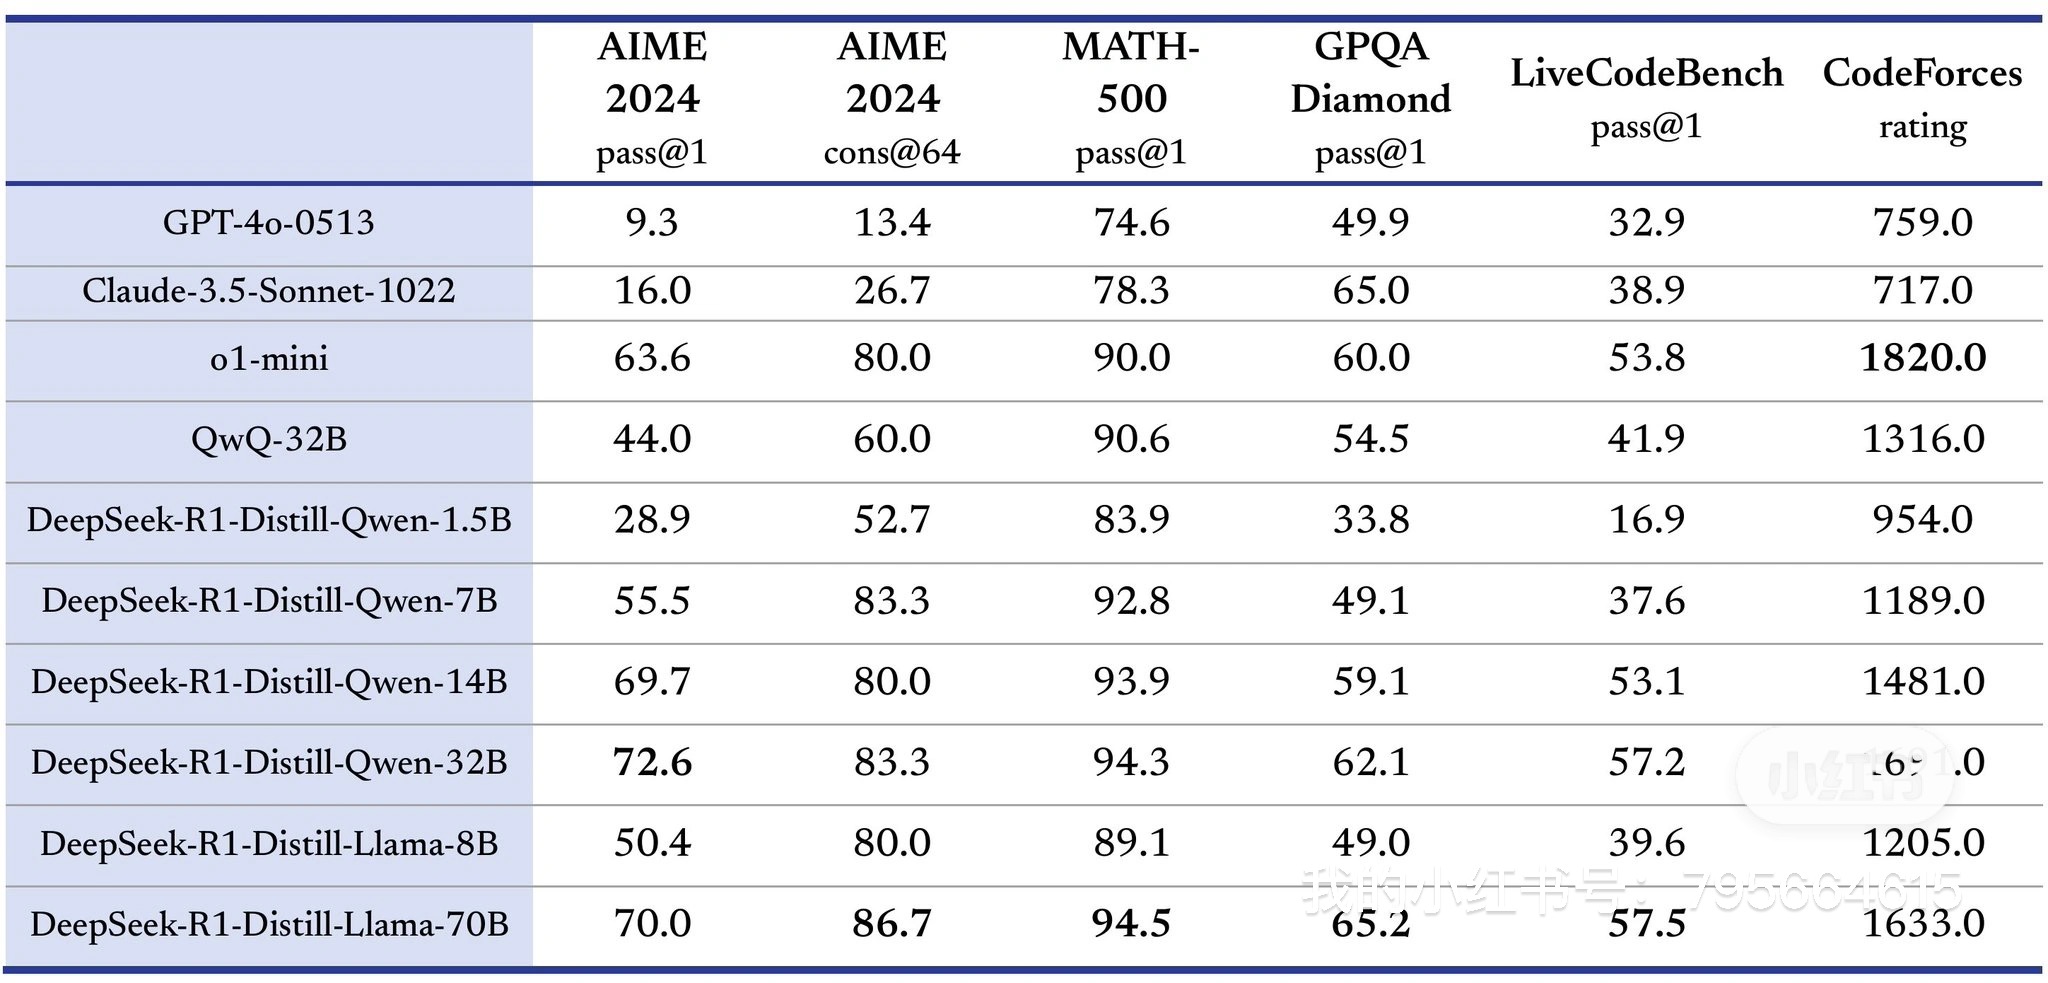 AIME 2024 pass@1 AIME 2024 cons@64 MATH-500 pass@1 GPQA Diamond pass@1 LiveCodeBench pass@1 CodeForces rating
GPT-4o-0513 9.3 13.4 74.6 49.9 32.9 759.0
Claude-3.5-Sonnet-1022 16.0 26.7 78.3 65.0 38.9 717.0
o1-mini 63.6 80.0 90.0 60.0 53.8 1820.0
QwQ-32B 44.0 60.0 90.6 54.5 41.9 1316.0
DeepSeek-R1-Distill-Qwen-1.5B 28.9 52.7 83.9 33.8 16.9 954.0
DeepSeek-R1-Distill-Qwen-7B 55.5 83.3 92.8 49.1 37.6 1189.0
DeepSeek-R1-Distill-Qwen-14B 69.7 80.0 93.9 59.1 53.1 1481.0
DeepSeek-R1-Distill-Qwen-32B 72.6 83.3 94.3 62.1 57.2
小红书
DeepSeek-R1-Distill-Llama-8B 50.4 80.0 89.1 49.0 39.6 1205.0
我的小红书号：795664615
DeepSeek-R1-Distill-Llama-70B 70.0 86.7 94.5 65.2 57.5 1633.0